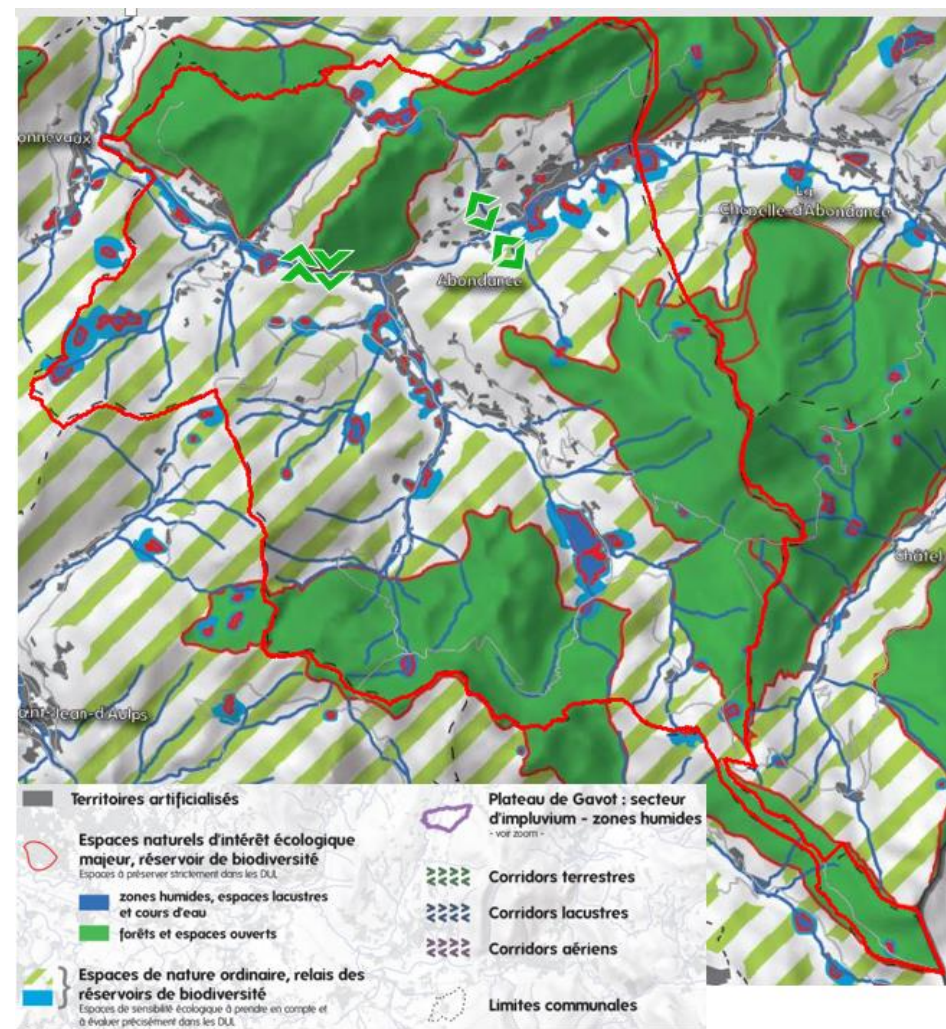 onnevaux
La
Chapelle-d'Abondance
Abondance
Châtel
aint-Jean-d'Aulps
Territoires artificialisés
Espaces naturels d'intérêt écologique
majeur, réservoir de biodiversité
Espaces à préserver strictement dans les DUL
zones humides, espaces lacustres
et cours d'eau
forêts et espaces ouverts
Espaces de nature ordinaire, relais des
réservoirs de biodiversité
Espaces de sensibilité écologique à prendre en compte et
à évaluer précisément dans les DUL
Plateau de Gavot : secteur
d'impluvium - zones humides
- voir zoom -
Corridors terrestres
Corridors lacustres
Corridors aériens
Limites communales